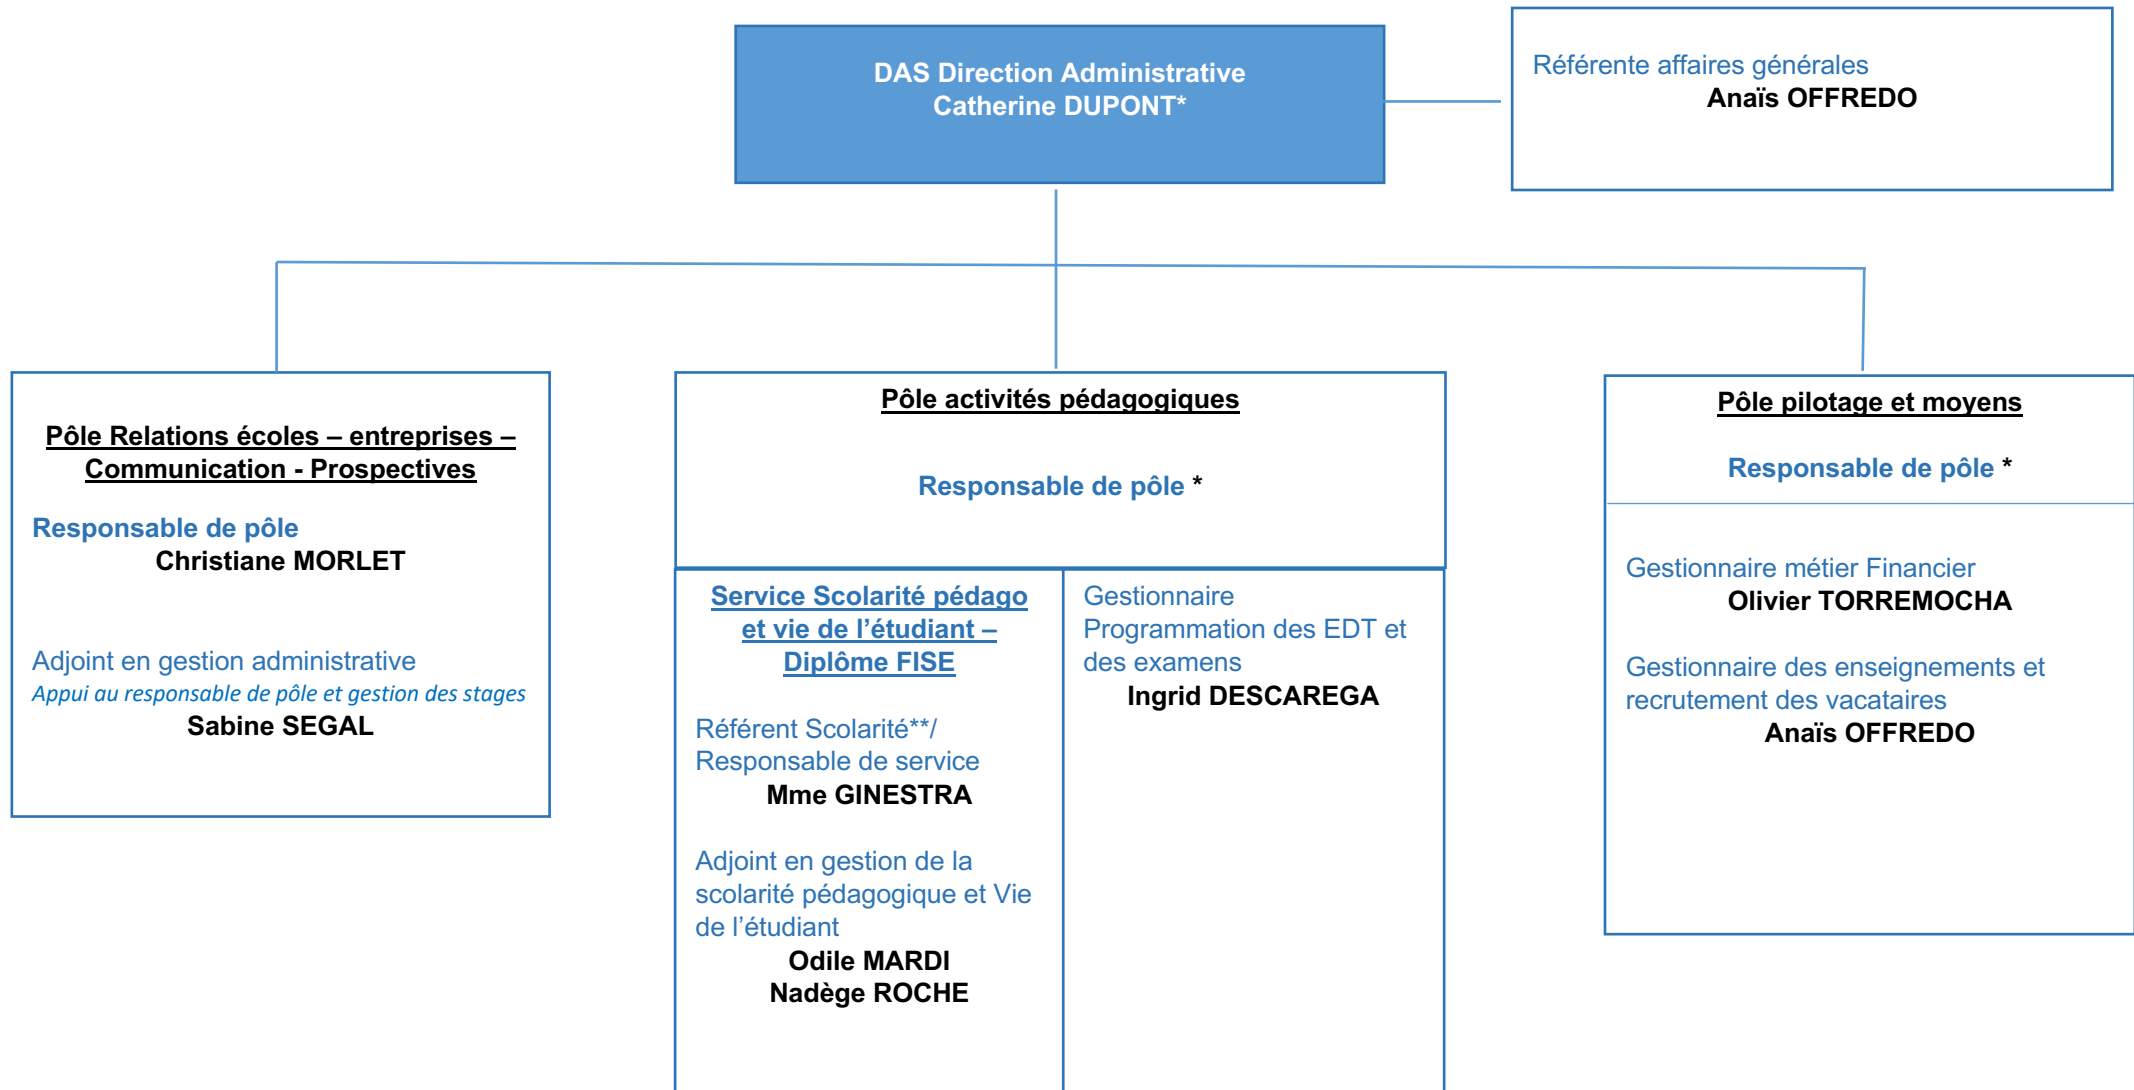 DAS Direction Administrative
Catherine DUPONT*
Référente affaires générales
Anaïs OFFREDO
Pôle Relations écoles – entreprises –
Communication - Prospectives
Responsable de pôle
Christiane MORLET
Adjoint en gestion administrative
Appui au responsable de pôle et gestion des stages
Sabine SEGAL
Pôle activités pédagogiques
Responsable de pôle *
Service Scolarité pédago
et vie de l’étudiant –
Diplôme FISE
Référent Scolarité**/
Responsable de service
Mme GINESTRA
Adjoint en gestion de la
scolarité pédagogique et Vie
de l’étudiant
Odile MARDI
Nadège ROCHE
Gestionnaire
Programmation des EDT et
des examens
Ingrid DESCAREGA
Pôle pilotage et moyens
Responsable de pôle *
Gestionnaire métier Financier
Olivier TORREMOCHA
Gestionnaire des enseignements et
recrutement des vacataires
Anaïs OFFREDO